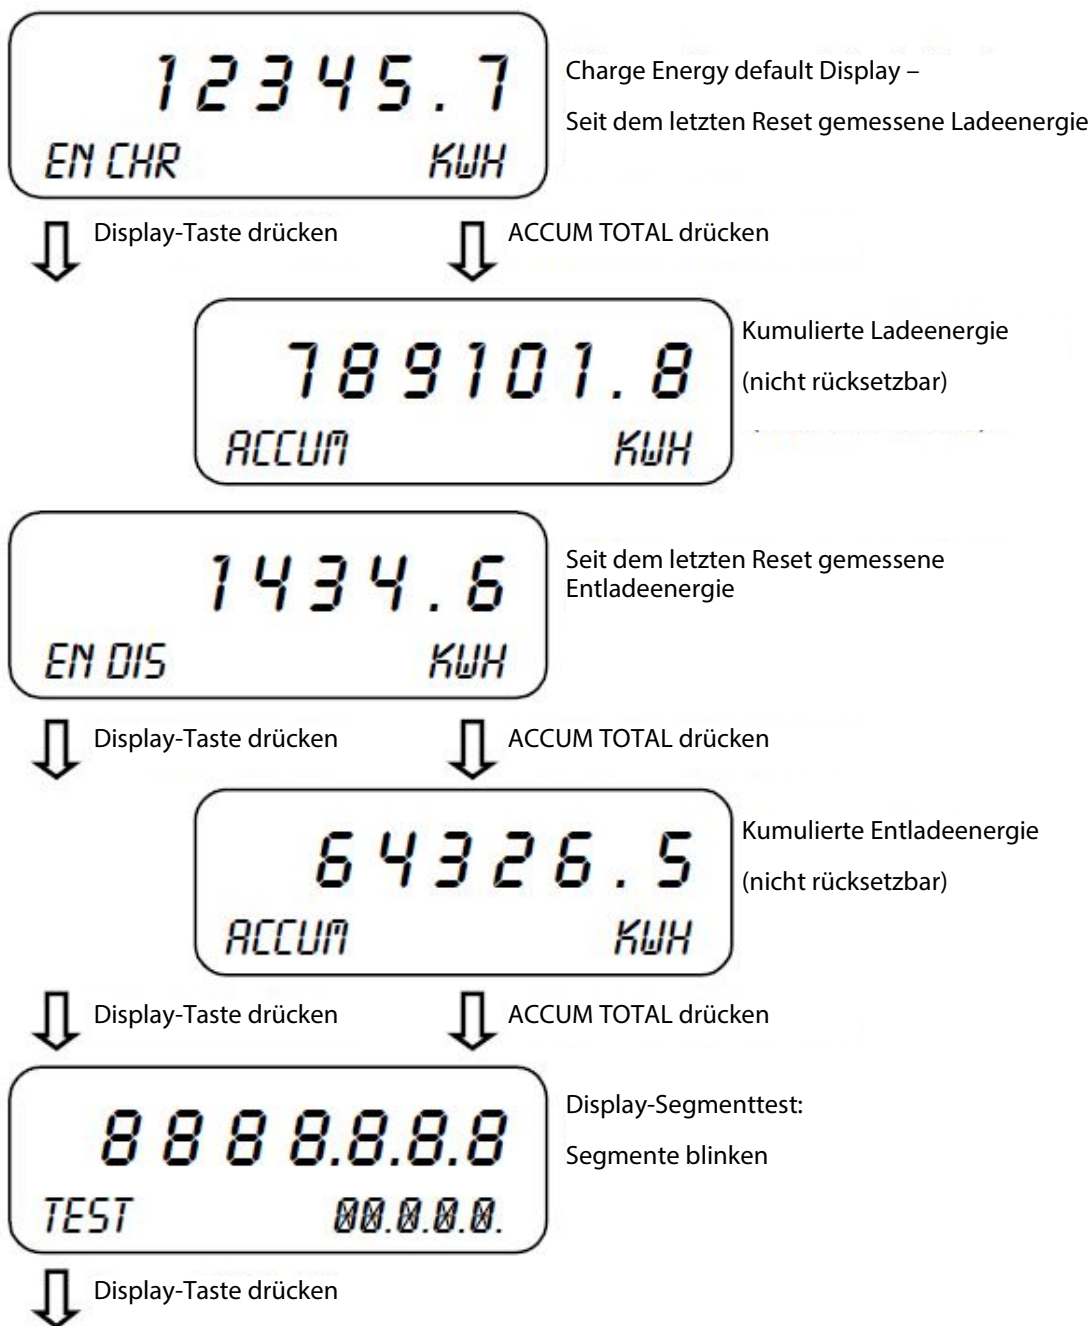 12345.7
EN CHR KWH
Charge Energy default Display –
Seit dem letzten Reset gemessene Ladeenergie
Display-Taste drücken
ACCUM TOTAL drücken
789101.8
ACCUM KWH
Kumulierte Ladeenergie
(nicht rücksetzbar)
1434.6
EN DIS KWH
Seit dem letzten Reset gemessene
Entladeenergie
Display-Taste drücken
ACCUM TOTAL drücken
64326.5
ACCUM KWH
Kumulierte Entladeenergie
(nicht rücksetzbar)
Display-Taste drücken
ACCUM TOTAL drücken
8888.8.8.8
TEST 00.0.0.0.
Display-Segmenttest:
Segmente blinken
Display-Taste drücken